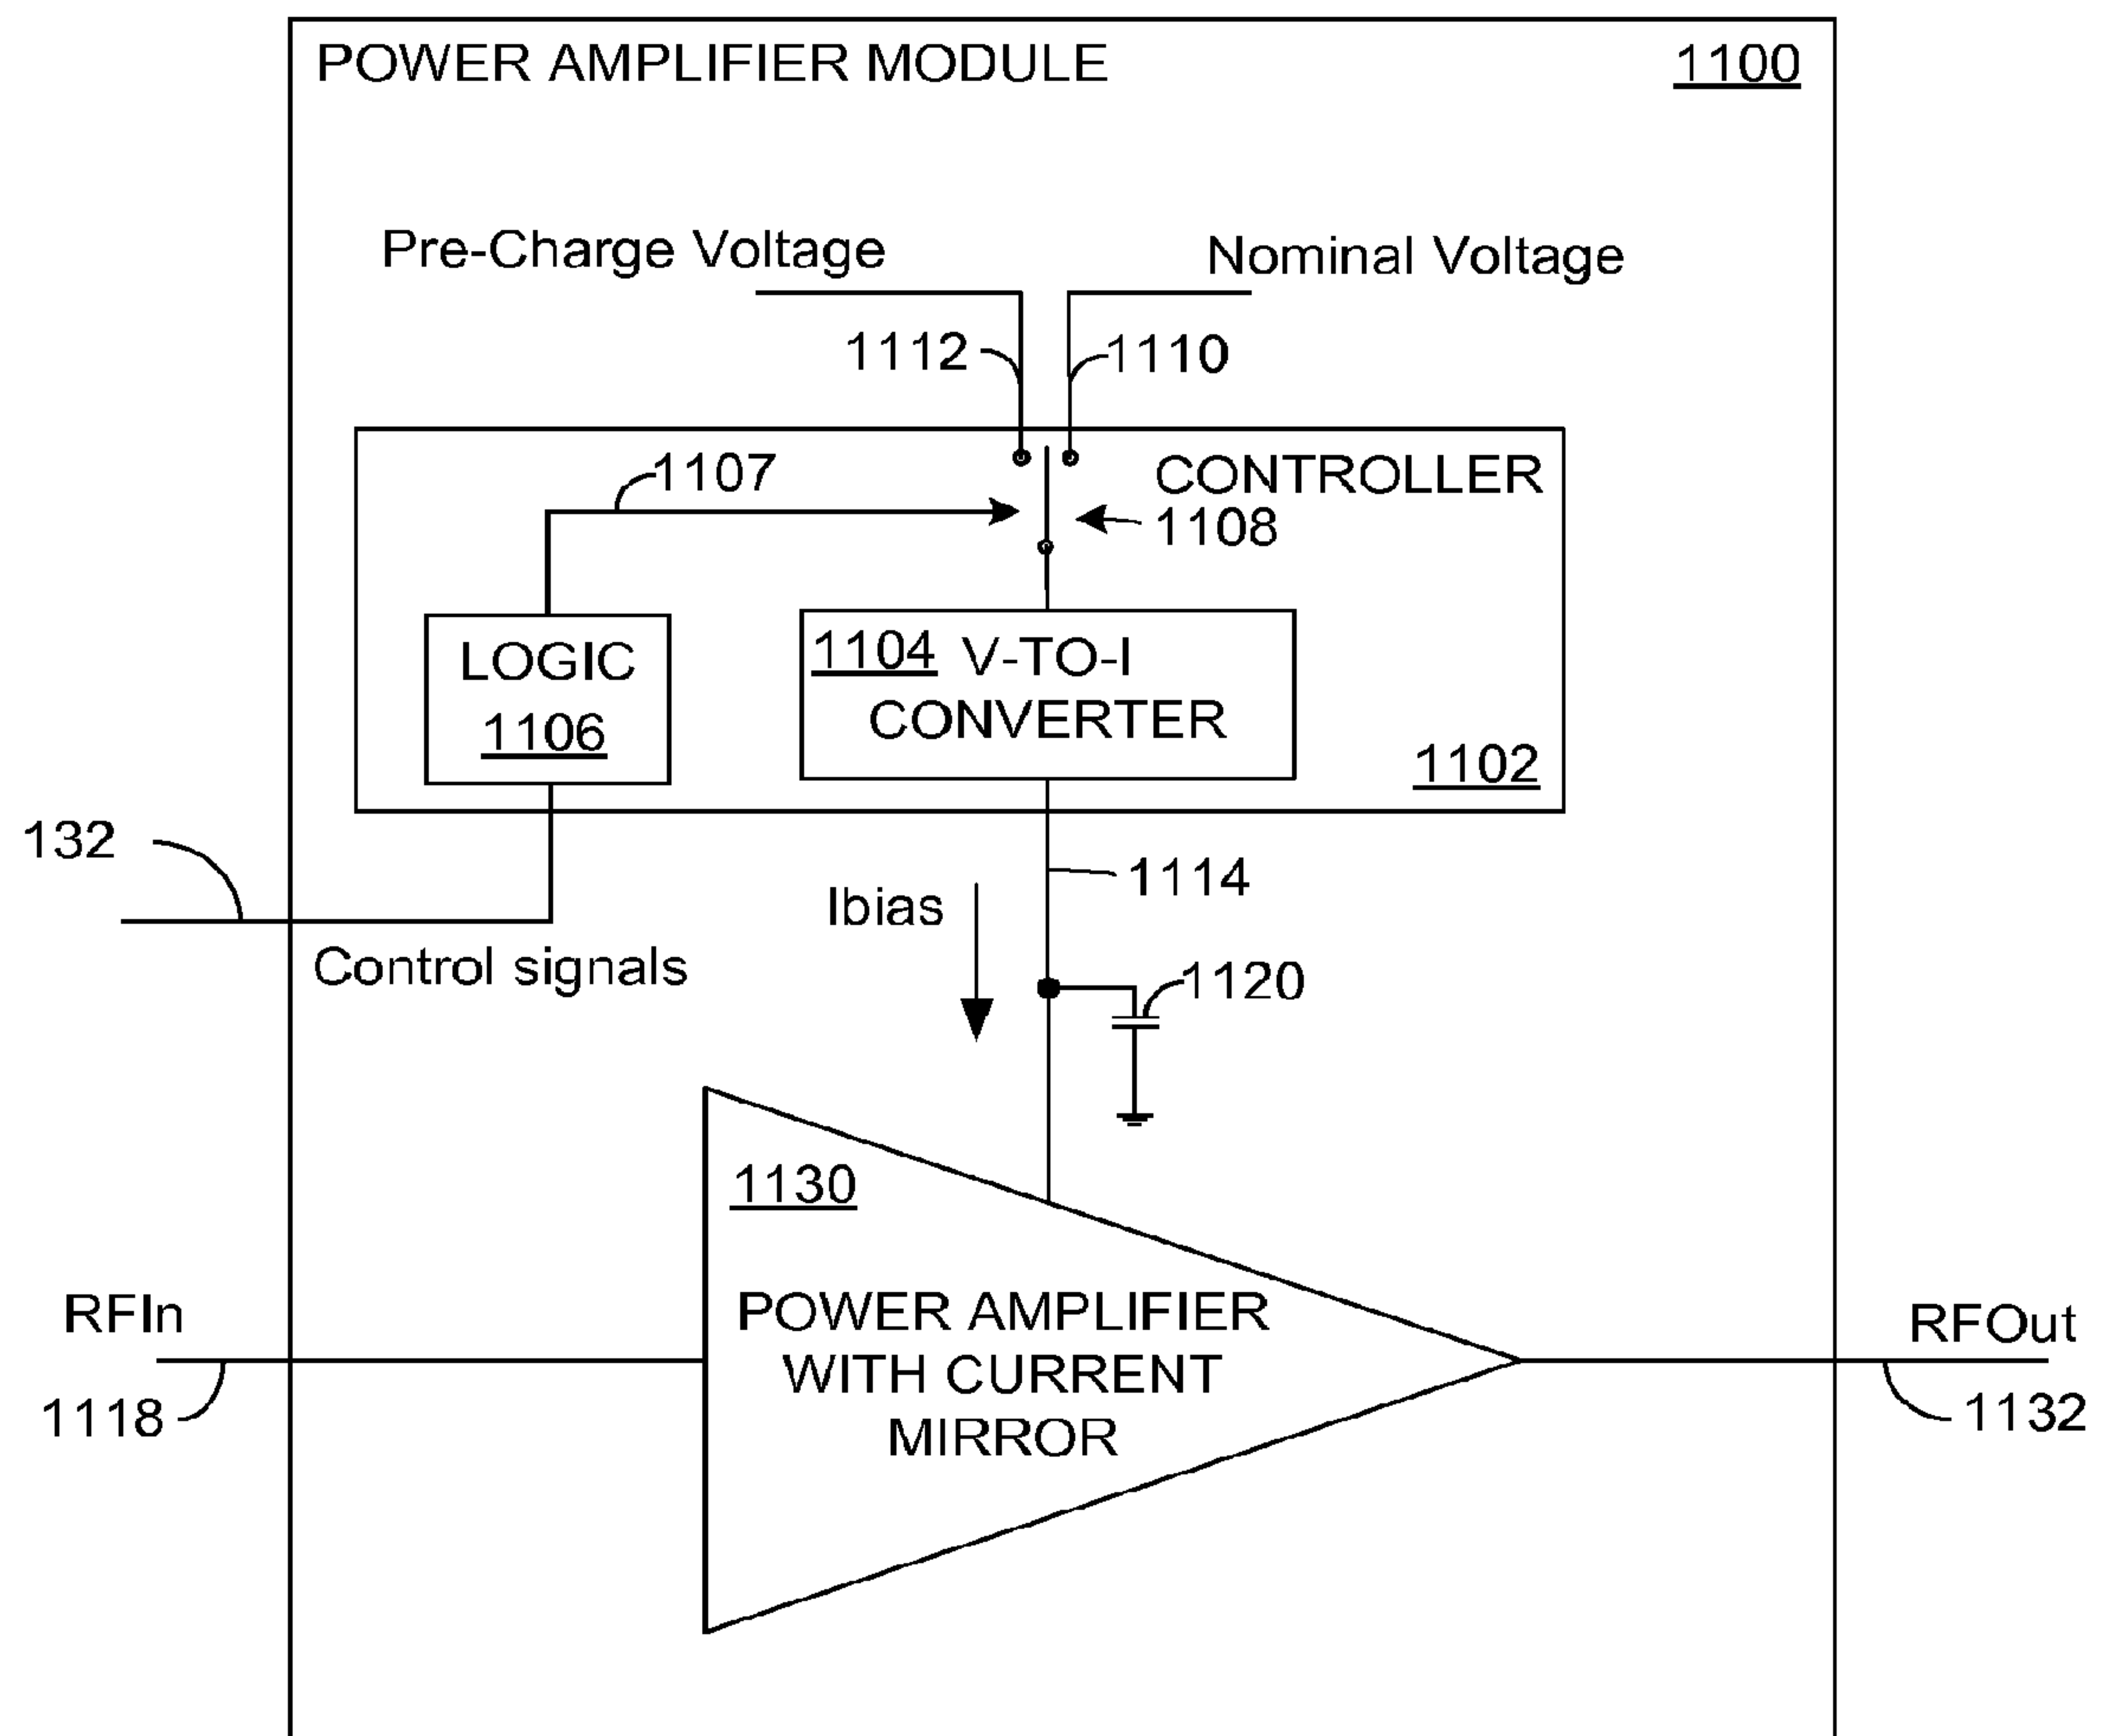 POWER AMPLIFIER MODULE 1100
Pre-Charge Voltage
Nominal Voltage
1112
1110
1107
CONTROLLER
1108
LOGIC
1106
1104 V-TO-I
CONVERTER
1102
132
Control signals
1114
Ibias
1120
1130
POWER AMPLIFIER
WITH CURRENT
MIRROR
RFIn
1118
RFOut
1132